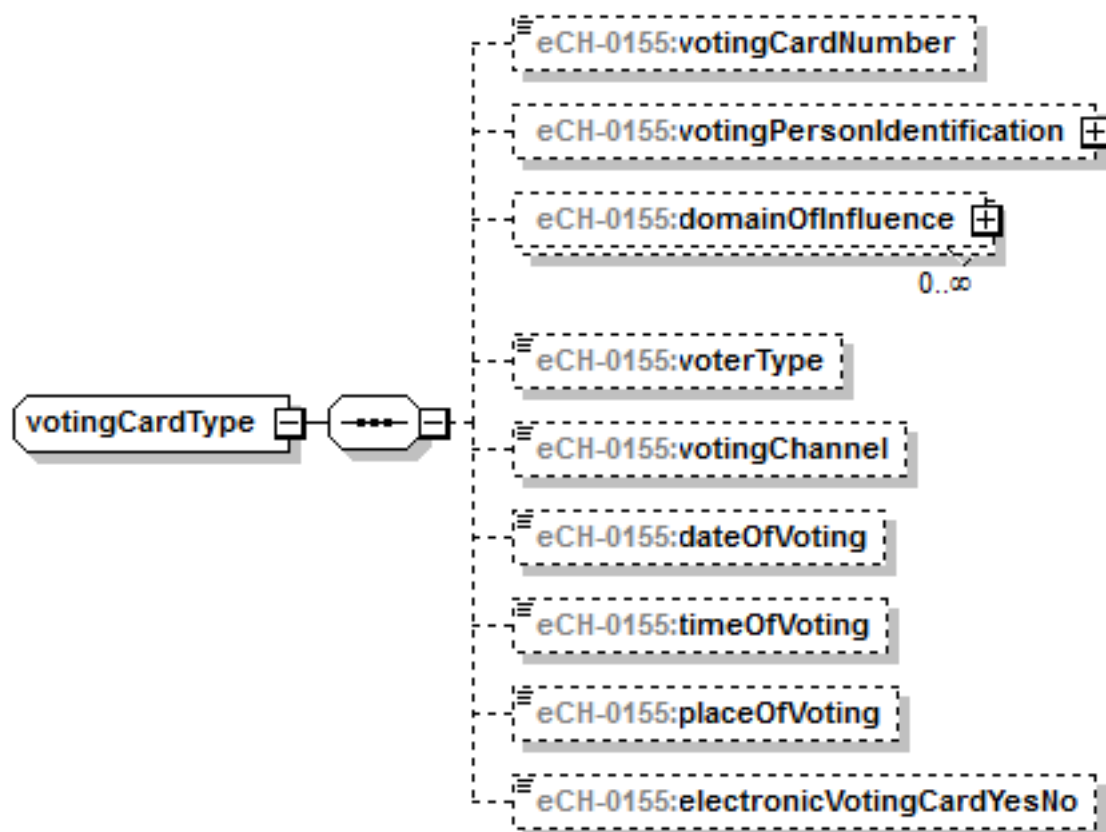 eCH-0155:votingCardNumber
eCH-0155:votingPersonIdentification
eCH-0155:domainOfInfluence
0..∞
eCH-0155:voterType
votingCardType
eCH-0155:votingChannel
eCH-0155:dateOfVoting
eCH-0155:timeOfVoting
eCH-0155:placeOfVoting
eCH-0155:electronicVotingCardYesNo